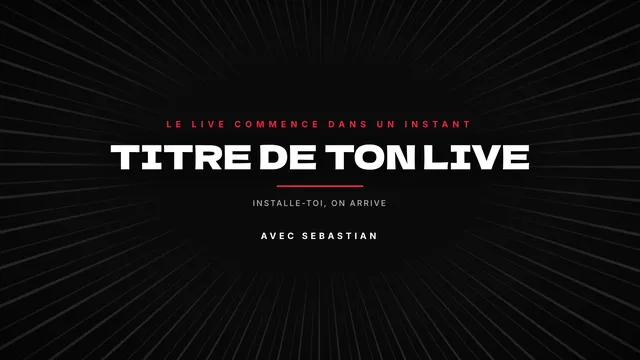 LE LIVE COMMENCE DANS UN INSTANT
TITRE DE TON LIVE
INSTALLE-TOI, ON ARRIVE
AVEC SEBASTIAN